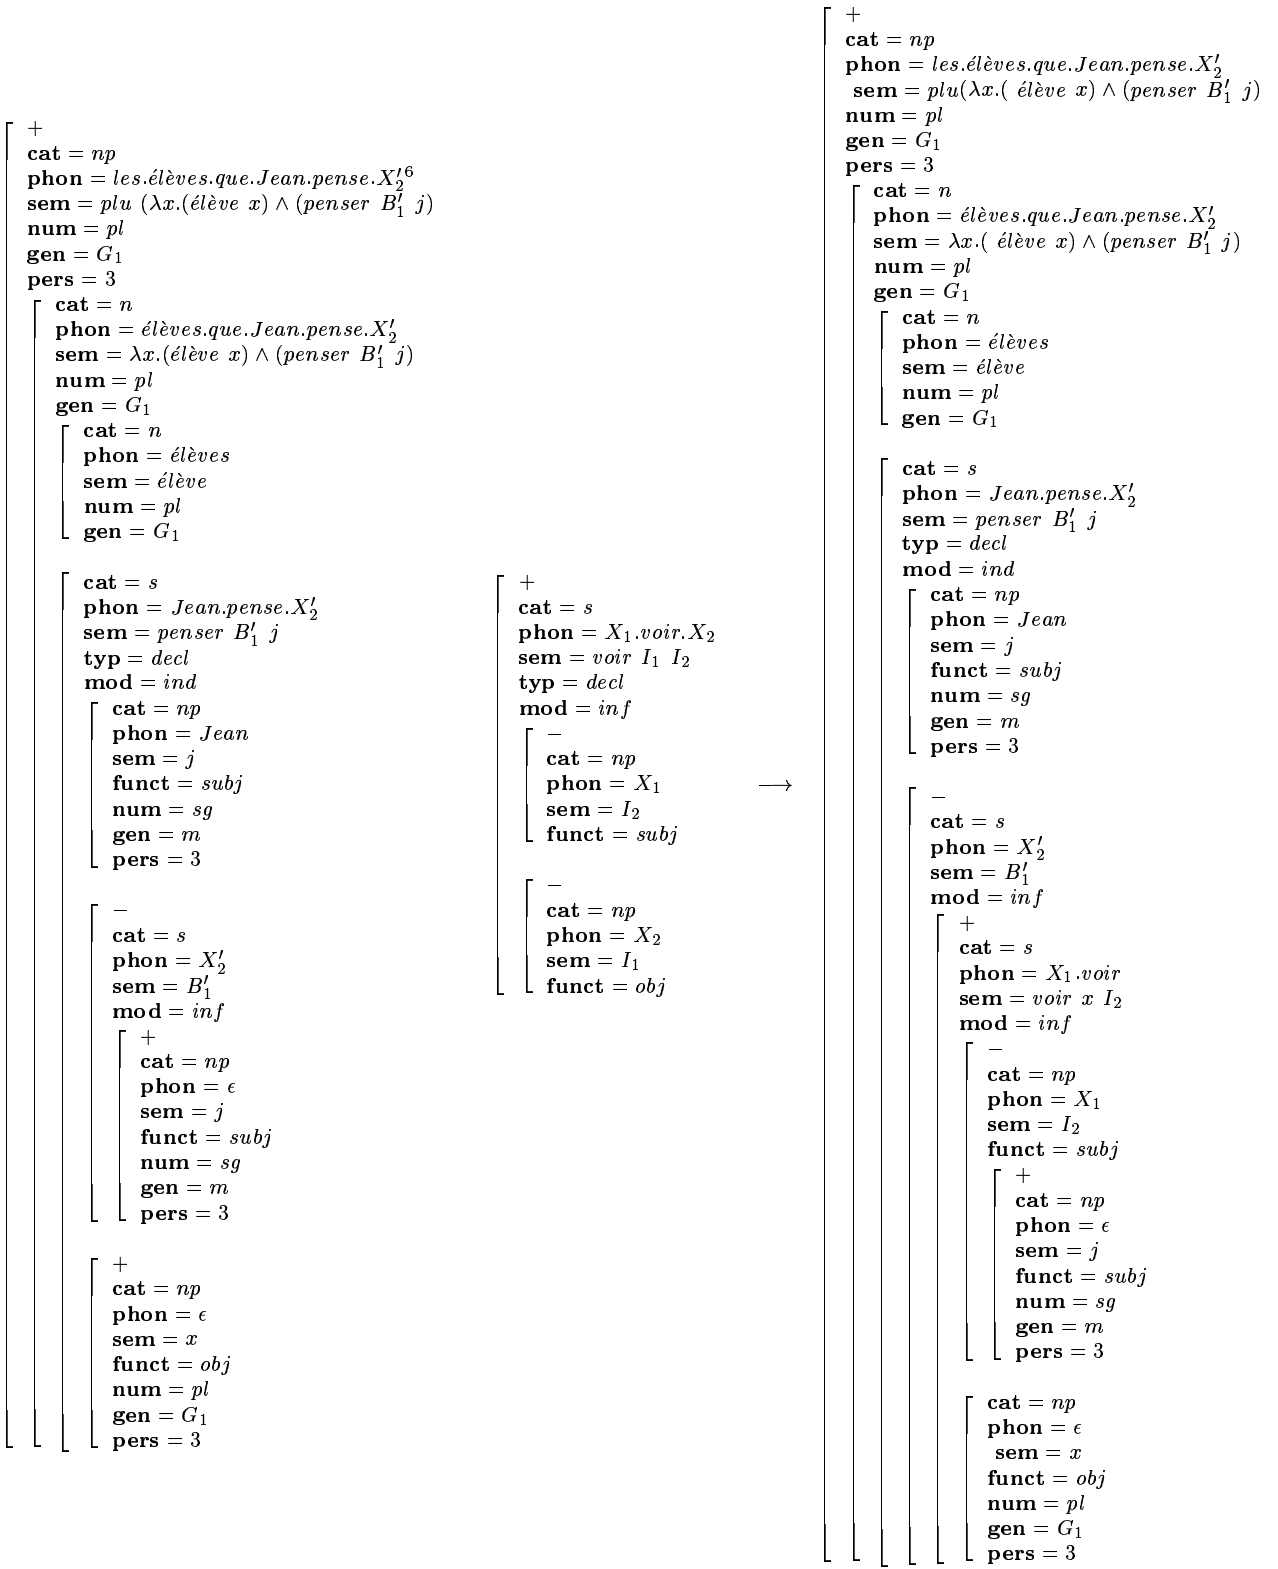 +
cat = np
phon = les.élèves.que.Jean.pense.X′₂⁶
sem = plu (λx.(élève x) ∧ (penser B′₁ j)
num = pl
gen = G₁
pers = 3
cat = n
phon = élèves.que.Jean.pense.X′₂
sem = λx.(élève x) ∧ (penser B′₁ j)
num = pl
gen = G₁
cat = n
phon = élèves
sem = élève
num = pl
gen = G₁
cat = s
phon = Jean.pense.X′₂
sem = penser B′₁ j
typ = decl
mod = ind
cat = np
phon = Jean
sem = j
funct = subj
num = sg
gen = m
pers = 3
−
cat = s
phon = X′₂
sem = B′₁
mod = inf
+
cat = np
phon = ϵ
sem = j
funct = subj
num = sg
gen = m
pers = 3
+
cat = np
phon = ϵ
sem = x
funct = obj
num = pl
gen = G₁
pers = 3
+
cat = s
phon = X₁.voir.X₂
sem = voir I₁ I₂
typ = decl
mod = inf
−
cat = np
phon = X₁
sem = I₂
funct = subj
−
cat = np
phon = X₂
sem = I₁
funct = obj
⟶
+
cat = np
phon = les.élèves.que.Jean.pense.X′₂
sem = plu(λx.( élève x) ∧ (penser B′₁ j)
num = pl
gen = G₁
pers = 3
cat = n
phon = élèves.que.Jean.pense.X′₂
sem = λx.( élève x) ∧ (penser B′₁ j)
num = pl
gen = G₁
cat = n
phon = élèves
sem = élève
num = pl
gen = G₁
cat = s
phon = Jean.pense.X′₂
sem = penser B′₁ j
typ = decl
mod = ind
cat = np
phon = Jean
sem = j
funct = subj
num = sg
gen = m
pers = 3
−
cat = s
phon = X′₂
sem = B′₁
mod = inf
+
cat = s
phon = X₁.voir
sem = voir x I₂
mod = inf
−
cat = np
phon = X₁
sem = I₂
funct = subj
+
cat = np
phon = ϵ
sem = j
funct = subj
num = sg
gen = m
pers = 3
cat = np
phon = ϵ
sem = x
funct = obj
num = pl
gen = G₁
pers = 3